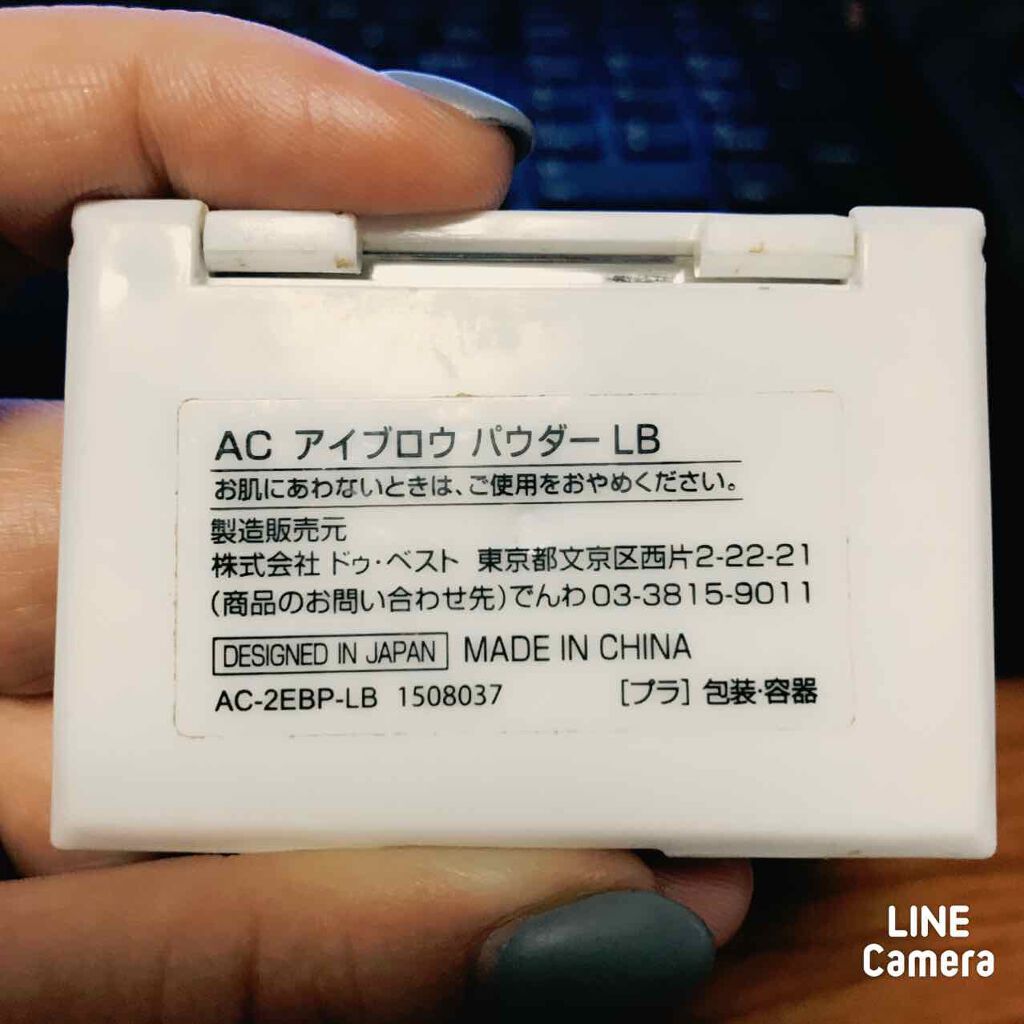 AC アイブロウ パウダー LB
お肌にあわないときは、ご使用をおやめください。
製造販売元
株式会社 ドゥ・ベスト 東京都文京区西片2-22-21
(商品のお問い合わせ先)でんわ03-3815-9011
DESIGNED IN JAPAN MADE IN CHINA
AC-2EBP-LB 1508037 [プラ] 包装・容器
LINE
Camera